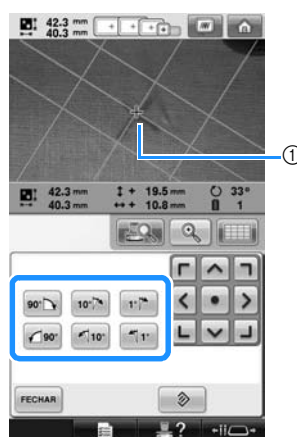 42.3 mm
40.3 mm
①
42.3 mm + 19.5 mm 33°
40.3 mm + 10.8 mm 1
90° 10° 1°
90° 10° 1°
FECHAR
?